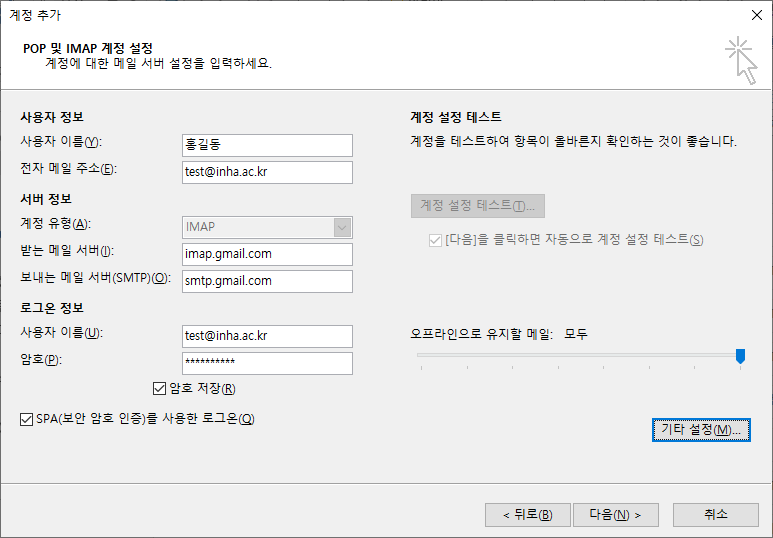 계정 추가
POP 및 IMAP 계정 설정
계정에 대한 메일 서버 설정을 입력하세요.
사용자 정보
사용자 이름(Y): 홍길동
전자 메일 주소(E): test@inha.ac.kr
서버 정보
계정 유형(A): IMAP
받는 메일 서버(I): imap.gmail.com
보내는 메일 서버(SMTP)(O): smtp.gmail.com
로그온 정보
사용자 이름(U): test@inha.ac.kr
암호(P): **********
암호 저장(R)
SPA(보안 암호 인증)를 사용한 로그온(Q)
계정 설정 테스트
계정을 테스트하여 항목이 올바른지 확인하는 것이 좋습니다.
계정 설정 테스트(T)...
[다음]을 클릭하면 자동으로 계정 설정 테스트(S)
오프라인으로 유지할 메일: 모두
기타 설정(M)...
< 뒤로(B)
다음(N) >
취소